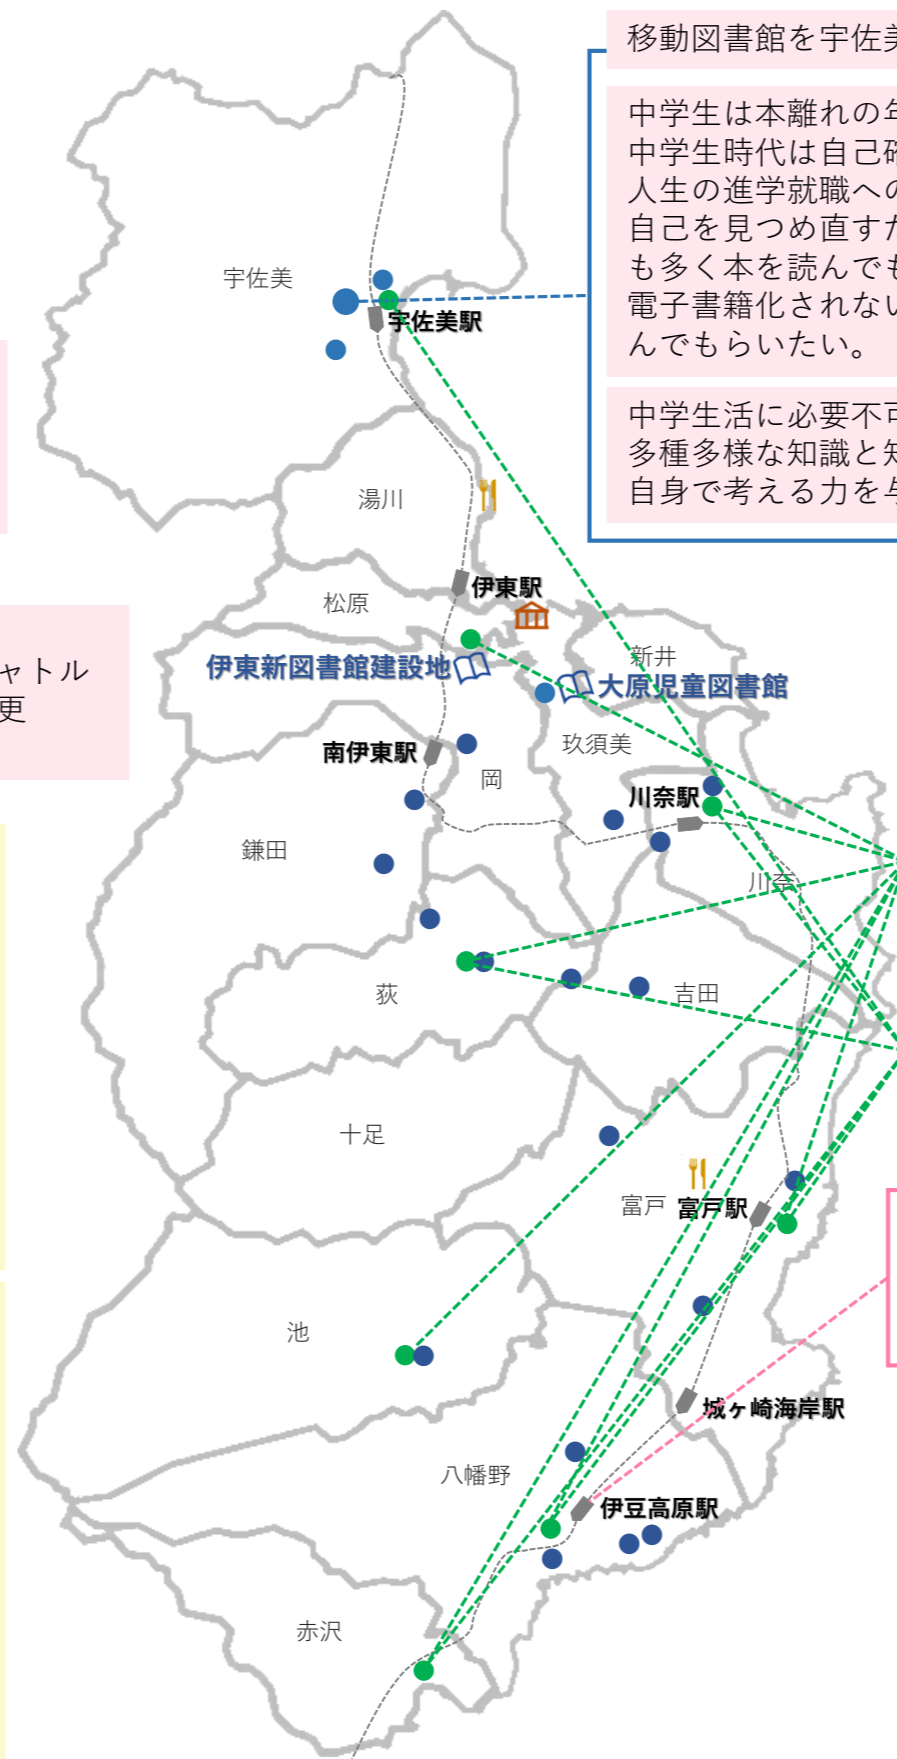 移動図書館を宇佐美
中学生は本離れの年
中学生時代は自己確
人生の進学就職への
自己を見つめ直すた
も多く本を読んでも
電子書籍化されない
んでもらいたい。
中学生活に必要不可
多種多様な知識と知
自身で考える力を与
宇佐美
宇佐美駅
湯川
伊東駅
松原
ャトル
更
伊東新図書館建設地
新井
大原児童図書館
南伊東駅
玖須美
岡
川奈駅
鎌田
川奈
荻
吉田
十足
富戸
富戸駅
池
城ヶ崎海岸駅
八幡野
伊豆高原駅
赤沢